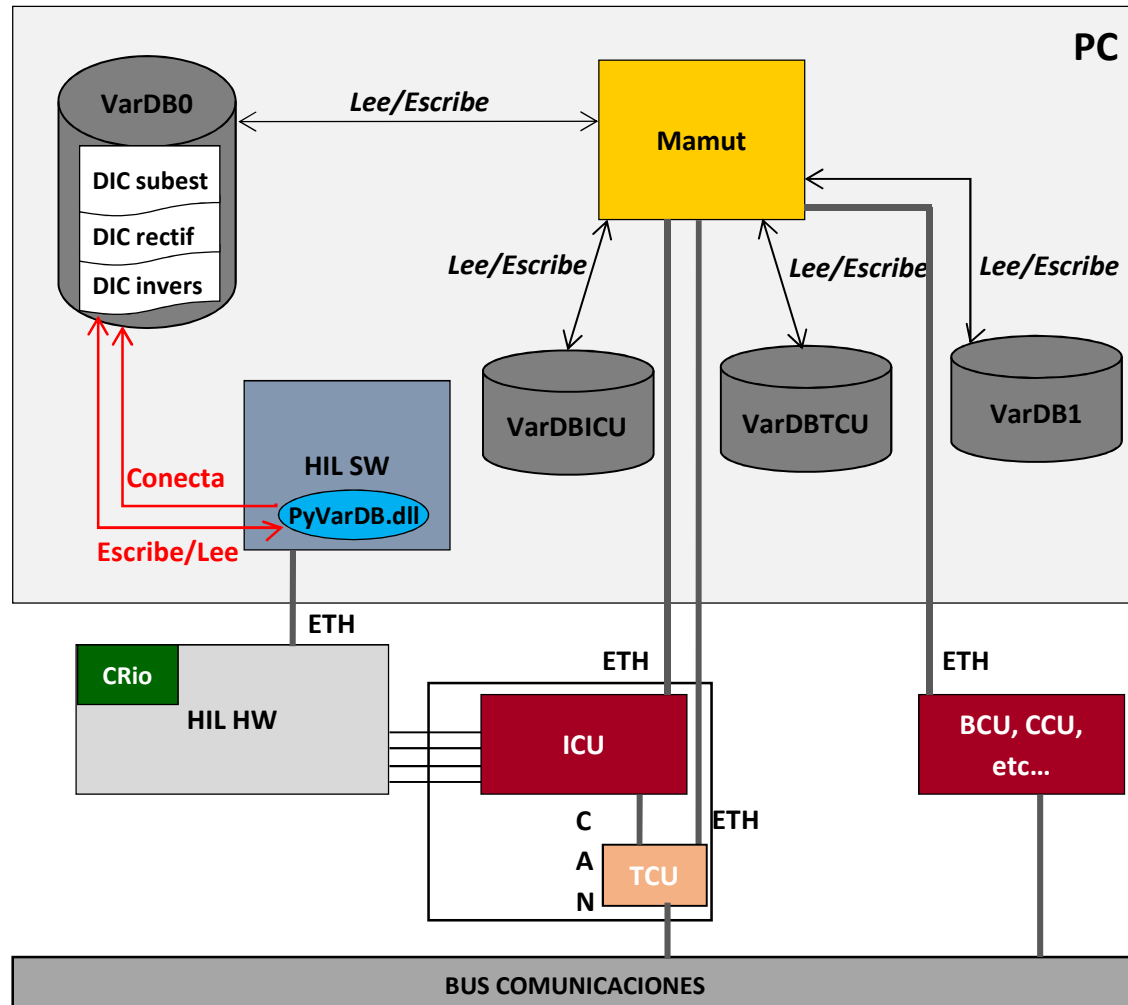 PC
VarDB0
Lee/Escribe
Mamut
DIC subest
DIC rectif
DIC invers
Lee/Escribe
Lee/Escribe
Lee/Escribe
VarDBICU
VarDBTCU
VarDB1
HIL SW
Conecta
PyVarDB.dll
Escribe/Lee
ETH
ETH
ETH
CRio
HIL HW
ICU
BCU, CCU,
etc...
C
A
N
ETH
TCU
BUS COMUNICACIONES